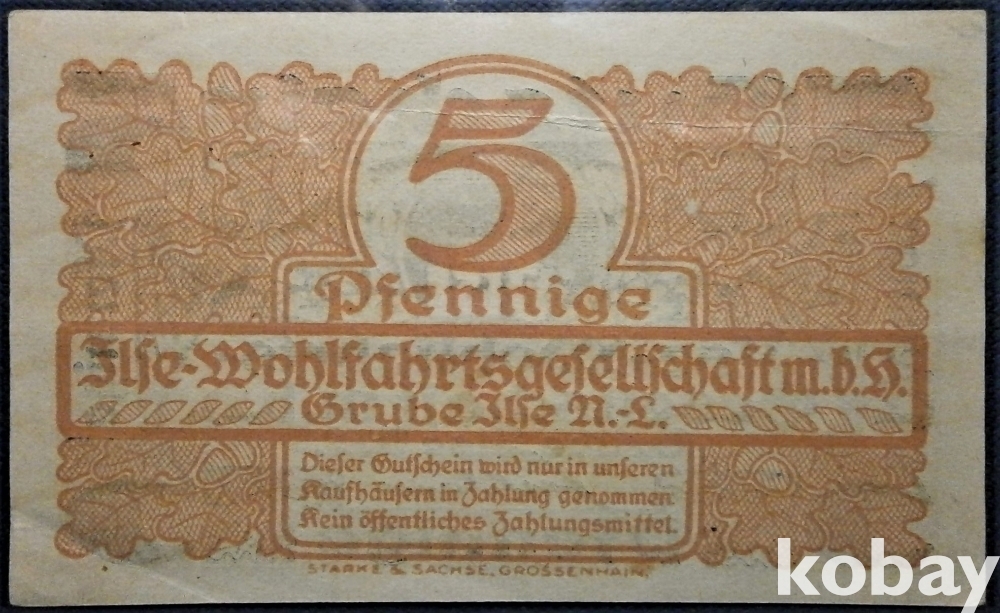 5
Pfennige
Ilse-Wohlfahrtsgesellschaft m.b.H.
Grube Ilse N.-L.
Dieser Gutschein wird nur in unseren
Kaufhäusern in Zahlung genommen
Kein öffentliches Zahlungsmittel.
STARKE & SACHSE, GROSSENHAIN.
kobay